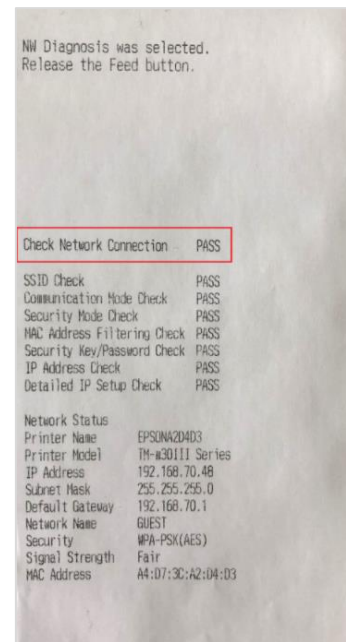 NW Diagnosis was selected.
Release the Feed button.
Check Network Connection PASS
SSID Check PASS
Communication Mode Check PASS
Security Mode Check PASS
MAC Address Filtering Check PASS
Security Key/Password Check PASS
IP Address Check PASS
Detailed IP Setup Check PASS
Network Status
Printer Name EPSONA2D4D3
Printer Model TM-m30III Series
IP Address 192.168.70.48
Subnet Mask 255.255.255.0
Default Gateway 192.168.70.1
Network Name GUEST
Security WPA-PSK(AES)
Signal Strength Fair
MAC Address A4:D7:3C:A2:D4:D3